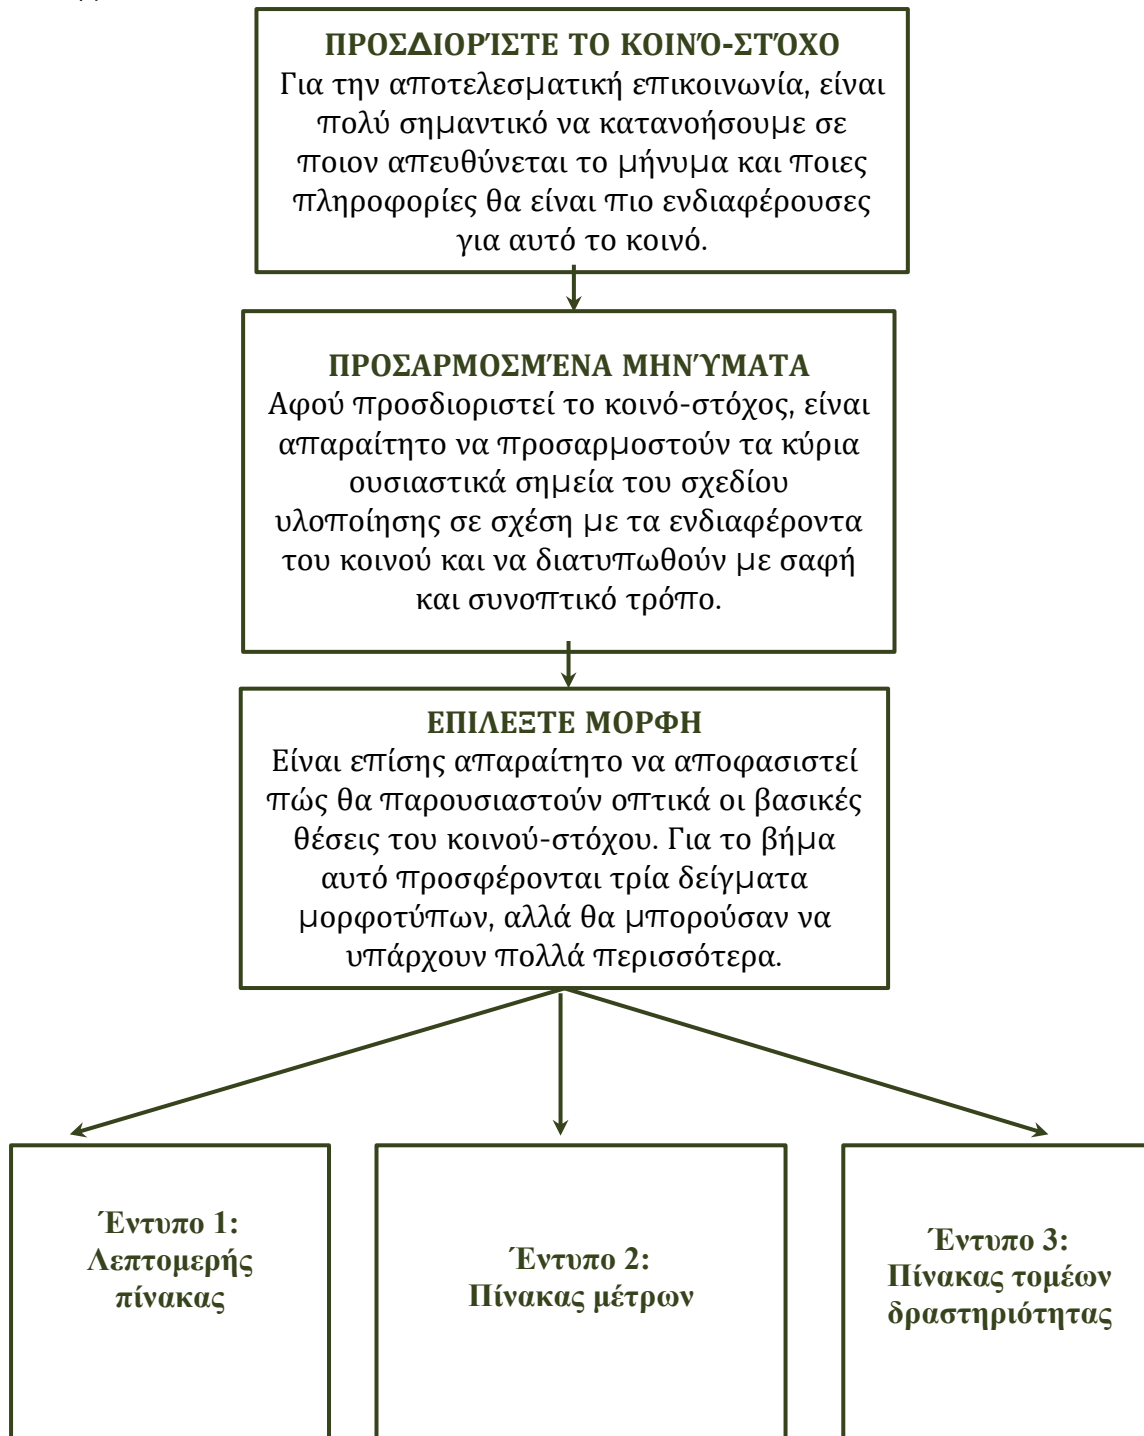 ΠΡΟΣΔΙΟΡΊΣΤΕ ΤΟ ΚΟΙΝΌ-ΣΤΌΧΟ
Για την αποτελεσματική επικοινωνία, είναι
πολύ σημαντικό να κατανοήσουμε σε
ποιον απευθύνεται το μήνυμα και ποιες
πληροφορίες θα είναι πιο ενδιαφέρουσες
για αυτό το κοινό.
ΠΡΟΣΑΡΜΟΣΜΈΝΑ ΜΗΝΎΜΑΤΑ
Αφού προσδιοριστεί το κοινό-στόχος, είναι
απαραίτητο να προσαρμοστούν τα κύρια
ουσιαστικά σημεία του σχεδίου
υλοποίησης σε σχέση με τα ενδιαφέροντα
του κοινού και να διατυπωθούν με σαφή
και συνοπτικό τρόπο.
ΕΠΙΛΕΞΤΕ ΜΟΡΦΗ
Είναι επίσης απαραίτητο να αποφασιστεί
πώς θα παρουσιαστούν οπτικά οι βασικές
θέσεις του κοινού-στόχου. Για το βήμα
αυτό προσφέρονται τρία δείγματα
μορφοτύπων, αλλά θα μπορούσαν να
υπάρχουν πολλά περισσότερα.
Έντυπο 1:
Λεπτομερής
πίνακας
Έντυπο 2:
Πίνακας μέτρων
Έντυπο 3:
Πίνακας τομέων
δραστηριότητας